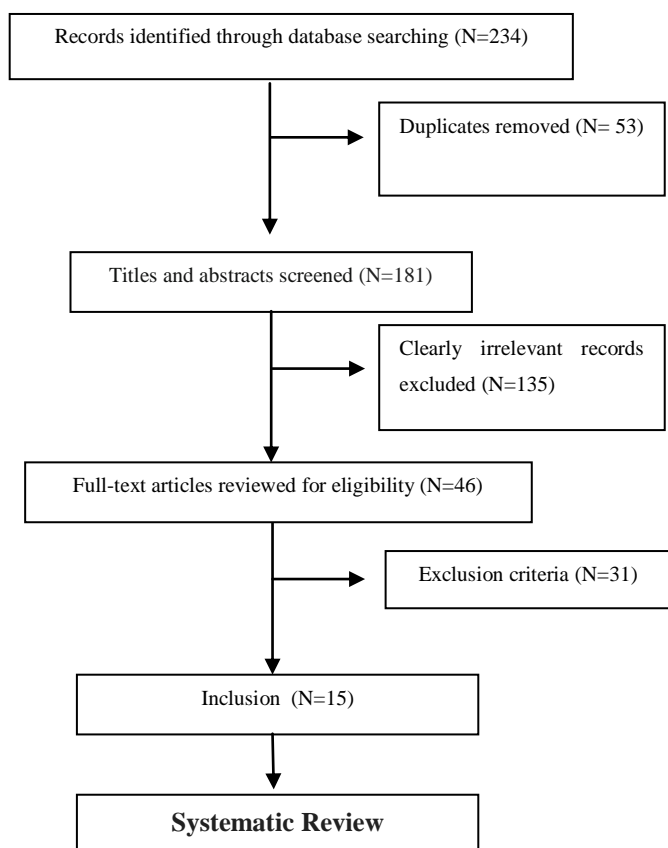 Records identified through database searching (N=234)
Duplicates removed (N= 53)
Titles and abstracts screened (N=181)
Clearly irrelevant records
excluded (N=135)
Full-text articles reviewed for eligibility (N=46)
Exclusion criteria (N=31)
Inclusion (N=15)
Systematic Review